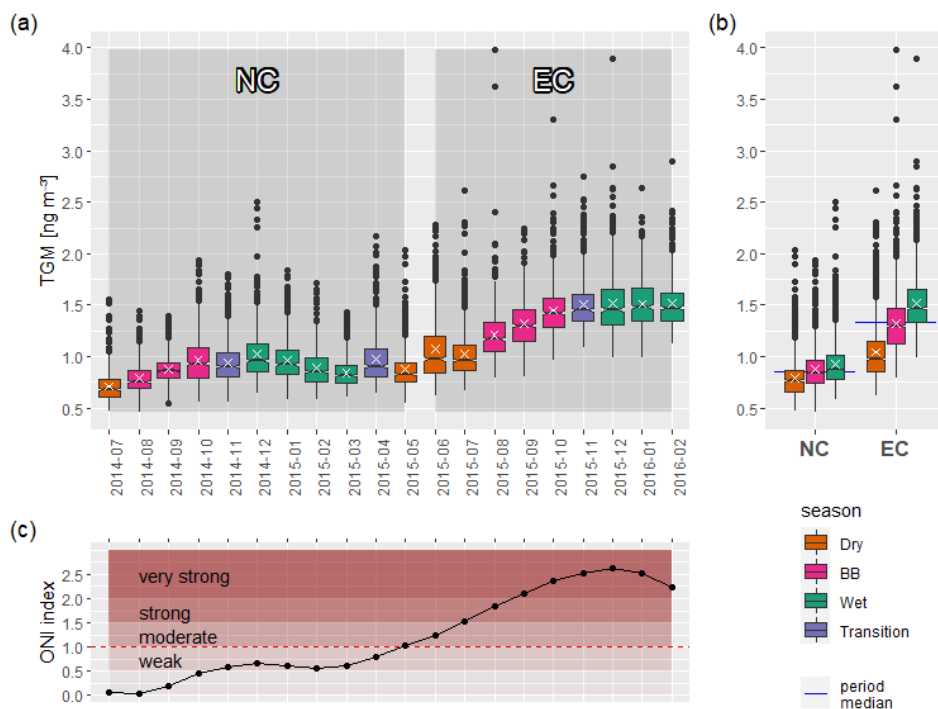 (a)
(b)
NC
EC
TGM [ng m⁻³]
4.0
3.5
3.0
2.5
2.0
1.5
1.0
0.5
2014-07
2014-08
2014-09
2014-10
2014-11
2014-12
2015-01
2015-02
2015-03
2015-04
2015-05
2015-06
2015-07
2015-08
2015-09
2015-10
2015-11
2015-12
2016-01
2016-02
4.0
3.5
3.0
2.5
2.0
1.5
1.0
0.5
NC
EC
(c)
ONI index
2.5
2.0
1.5
1.0
0.5
0.0
very strong
strong
moderate
weak
season
Dry
BB
Wet
Transition
period
median